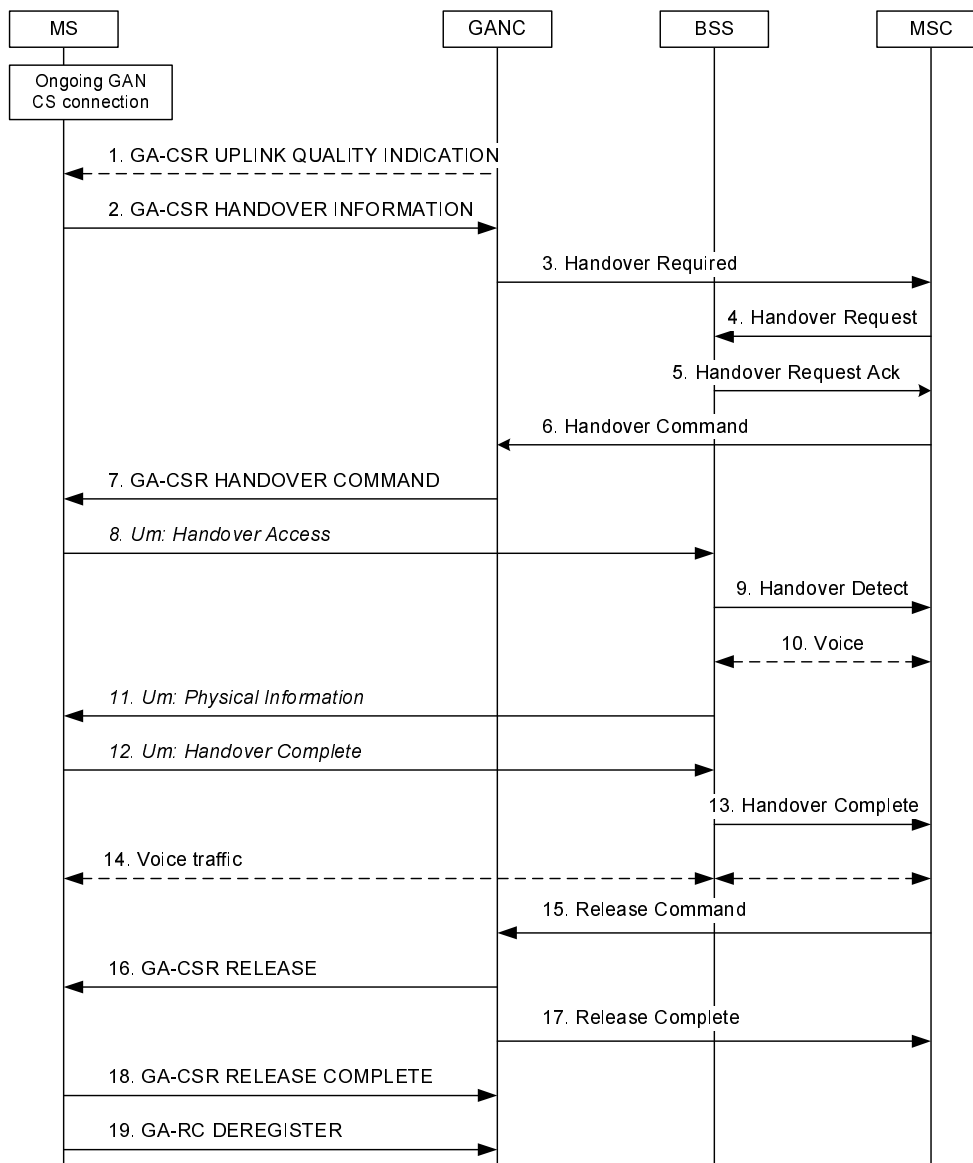 MS
GANC
BSS
MSC
Ongoing GAN
CS connection
1. GA-CSR UPLINK QUALITY INDICATION
2. GA-CSR HANDOVER INFORMATION
3. Handover Required
4. Handover Request
5. Handover Request Ack
6. Handover Command
7. GA-CSR HANDOVER COMMAND
8. Um: Handover Access
9. Handover Detect
10. Voice
11. Um: Physical Information
12. Um: Handover Complete
13. Handover Complete
14. Voice traffic
15. Release Command
16. GA-CSR RELEASE
17. Release Complete
18. GA-CSR RELEASE COMPLETE
19. GA-RC DEREGISTER